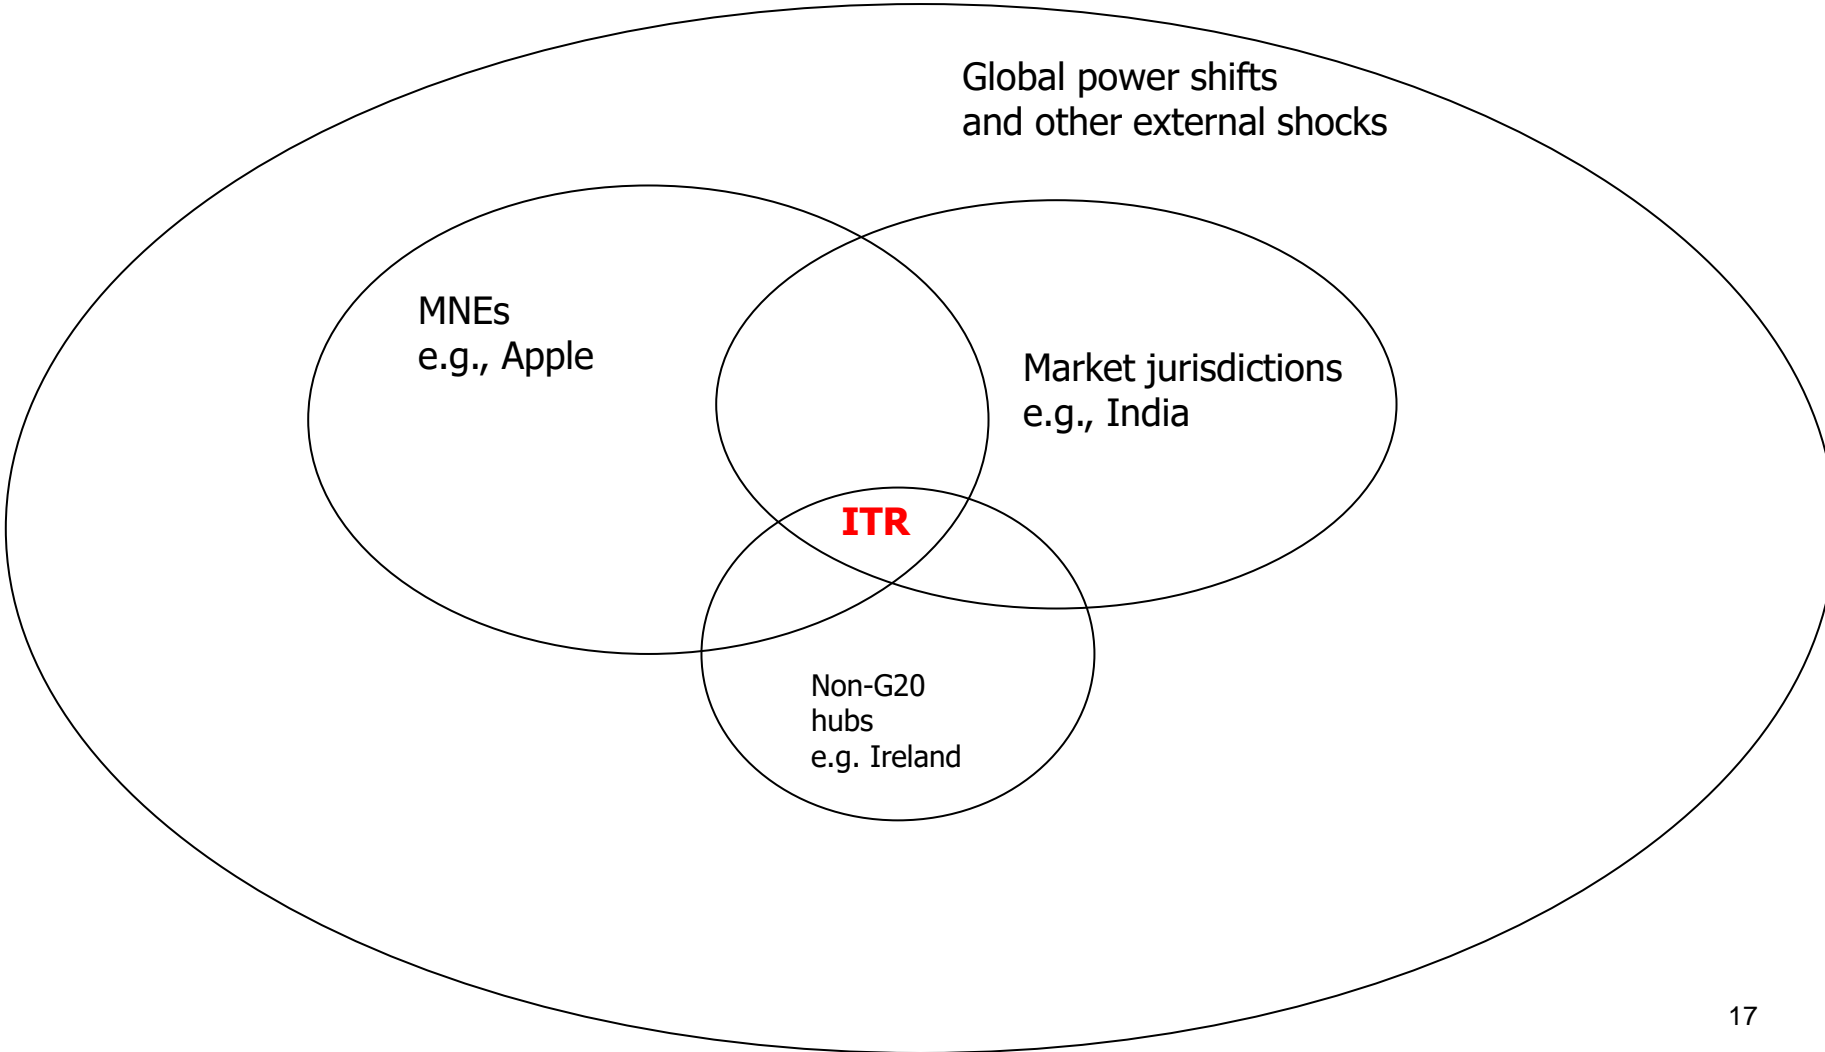 Global power shifts
and other external shocks
MNEs
e.g., Apple
Market jurisdictions
e.g., India
ITR
Non-G20
hubs
e.g. Ireland
17